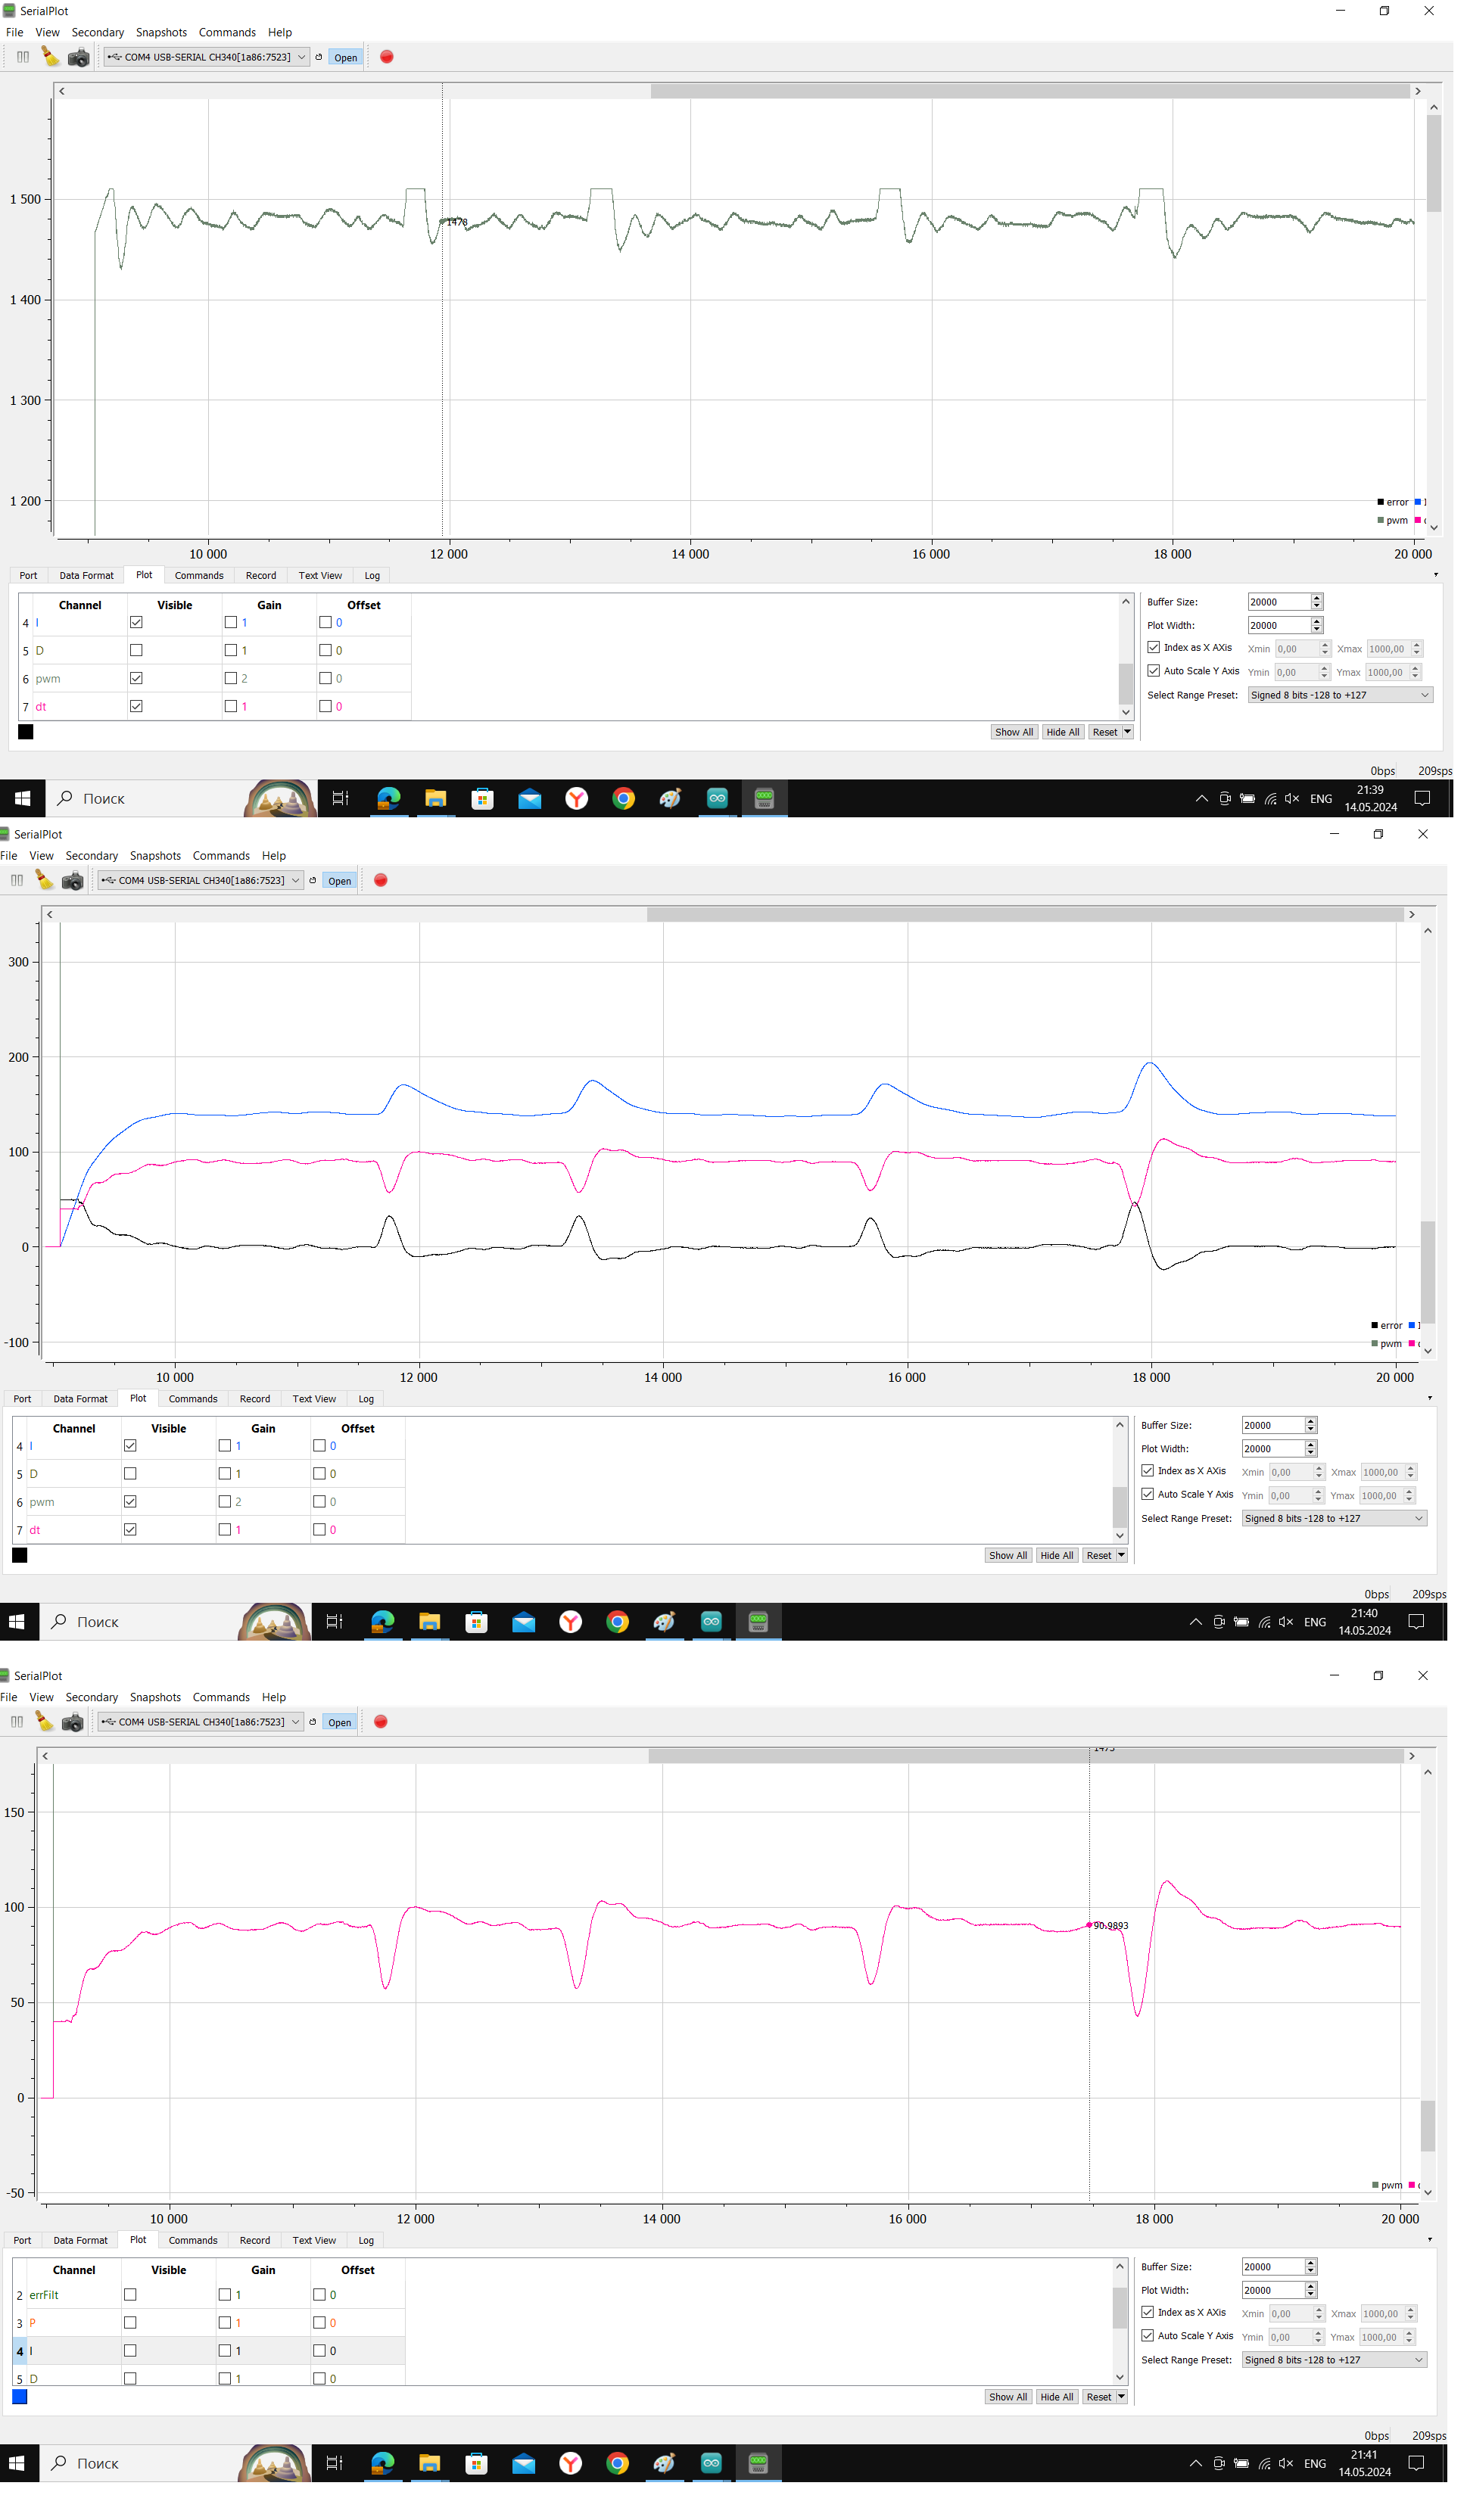 SerialPlot
File View Secondary Snapshots Commands Help
COM4 USB-SERIAL CH340[1a86:7523] Open
1 500
1478
1 400
1 300
1 200
error
pwm
10 000 12 000 14 000 16 000 18 000 20 000
Port Data Format Plot Commands Record Text View Log
Channel Visible Gain Offset
4 I 1 0
5 D 1 0
6 pwm 2 0
7 dt 1 0
Buffer Size: 20000
Plot Width: 20000
Index as X AXis Xmin 0,00 Xmax 1000,00
Auto Scale Y Axis Ymin 0,00 Ymax 1000,00
Select Range Preset: Signed 8 bits -128 to +127
Show All Hide All Reset
0bps 209sps
Поиск
ENG
21:39
14.05.2024
SerialPlot
File View Secondary Snapshots Commands Help
COM4 USB-SERIAL CH340[1a86:7523] Open
300
200
100
0
-100
error
pwm
10 000 12 000 14 000 16 000 18 000 20 000
Port Data Format Plot Commands Record Text View Log
Channel Visible Gain Offset
4 I 1 0
5 D 1 0
6 pwm 2 0
7 dt 1 0
Buffer Size: 20000
Plot Width: 20000
Index as X AXis Xmin 0,00 Xmax 1000,00
Auto Scale Y Axis Ymin 0,00 Ymax 1000,00
Select Range Preset: Signed 8 bits -128 to +127
Show All Hide All Reset
0bps 209sps
Поиск
ENG
21:40
14.05.2024
SerialPlot
File View Secondary Snapshots Commands Help
COM4 USB-SERIAL CH340[1a86:7523] Open
150
100
90.9893
50
0
-50
pwm
10 000 12 000 14 000 16 000 18 000 20 000
Port Data Format Plot Commands Record Text View Log
Channel Visible Gain Offset
2 errFilt 1 0
3 P 1 0
4 I 1 0
5 D 1 0
Buffer Size: 20000
Plot Width: 20000
Index as X AXis Xmin 0,00 Xmax 1000,00
Auto Scale Y Axis Ymin 0,00 Ymax 1000,00
Select Range Preset: Signed 8 bits -128 to +127
Show All Hide All Reset
0bps 209sps
Поиск
ENG
21:41
14.05.2024